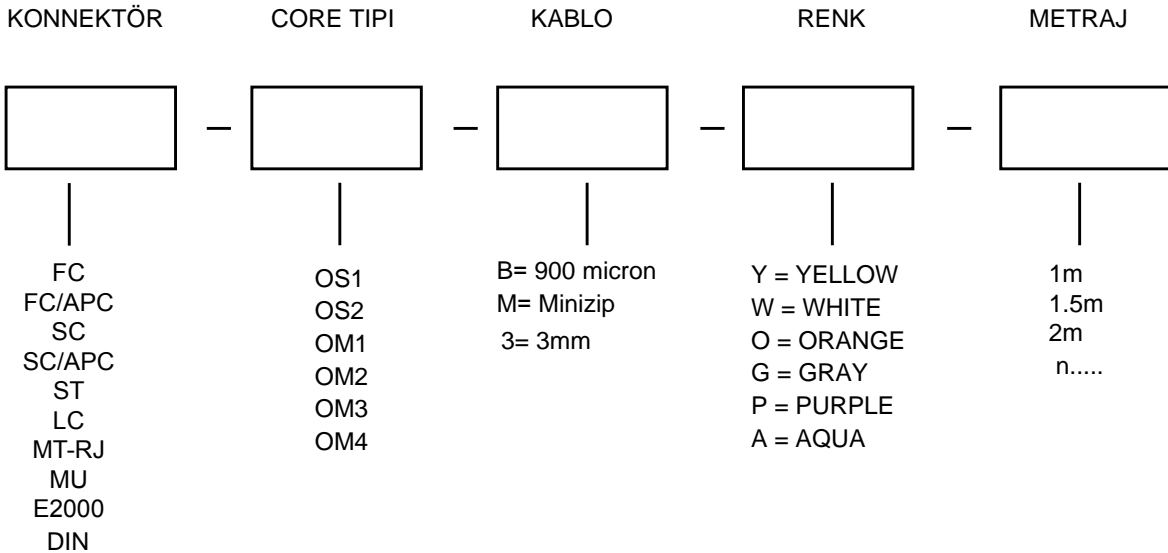 KONNEKTÖR CORE TIPI KABLO RENK METRAJ
FC
FC/APC
SC
SC/APC
ST
LC
MT-RJ
MU
E2000
DIN
OS1
OS2
OM1
OM2
OM3
OM4
B= 900 micron
M= Minizip
3= 3mm
Y = YELLOW
W = WHITE
O = ORANGE
G = GRAY
P = PURPLE
A = AQUA
1m
1.5m
2m
n.....